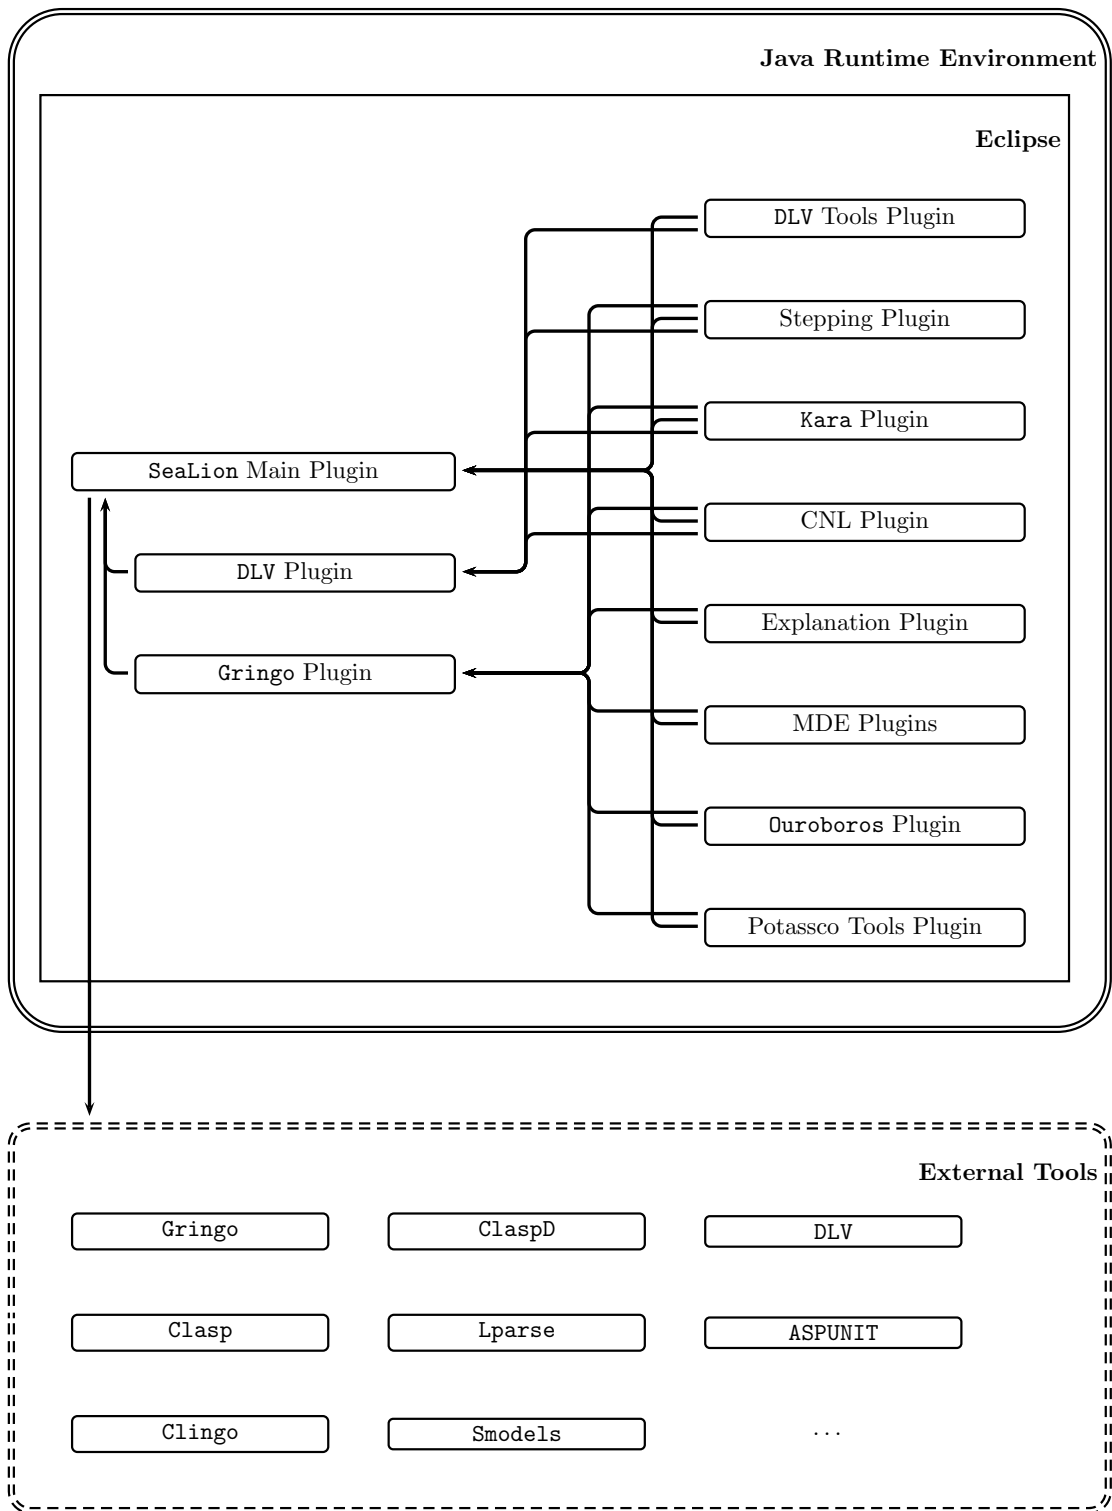 Java Runtime Environment
Eclipse
DLV Tools Plugin
Stepping Plugin
Kara Plugin
SeaLion Main Plugin
CNL Plugin
DLV Plugin
Explanation Plugin
Gringo Plugin
MDE Plugins
Ouroboros Plugin
Potassco Tools Plugin
External Tools
Gringo
ClaspD
DLV
Clasp
Lparse
ASPUNIT
Clingo
Smodels
...